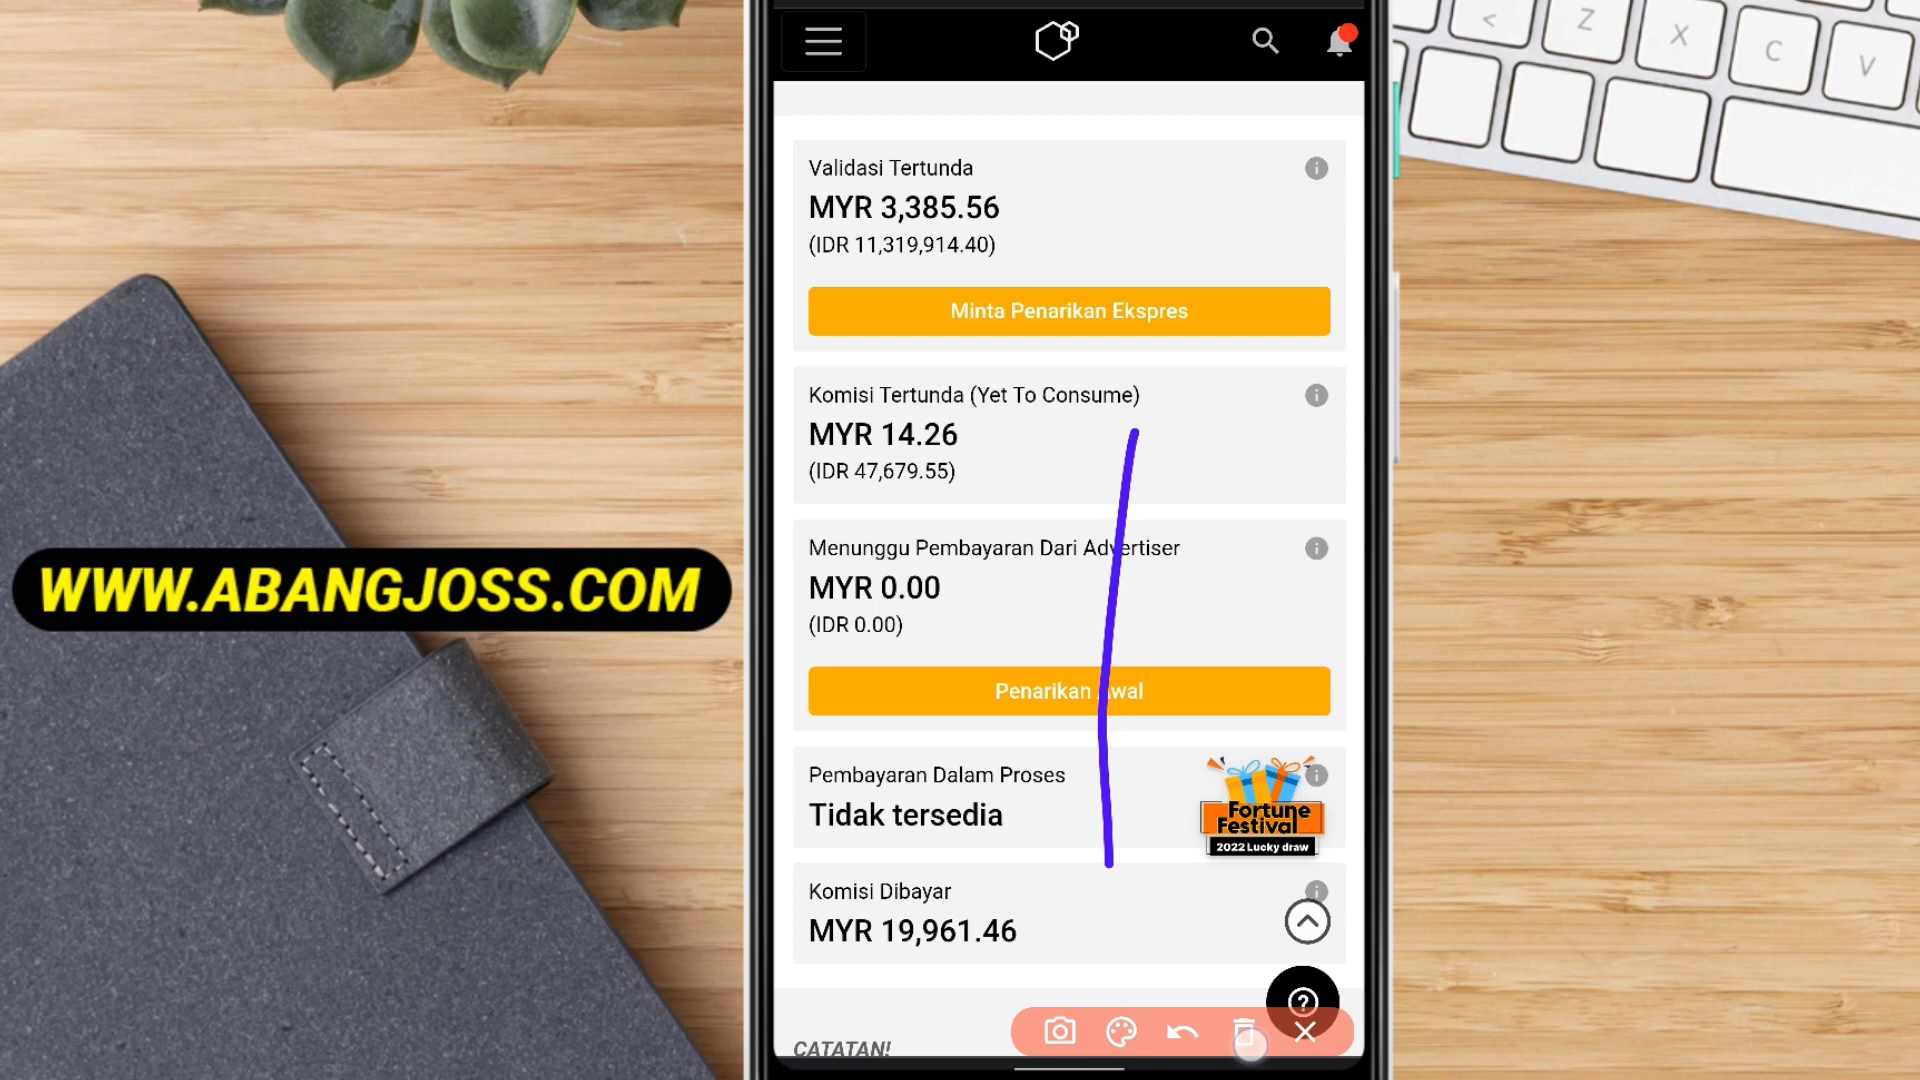 < Z X C V
Validasi Tertunda
MYR 3,385.56
(IDR 11,319,914.40)
Minta Penarikan Ekspres
Komisi Tertunda (Yet To Consume)
MYR 14.26
(IDR 47,679.55)
Menunggu Pembayaran Dari Advertiser
MYR 0.00
(IDR 0.00)
WWW.ABANGJOSS.COM
Penarikan Awal
Pembayaran Dalam Proses
Tidak tersedia
Fortune
Festival
2022 Lucky draw
Komisi Dibayar
MYR 19,961.46
CATATAN!